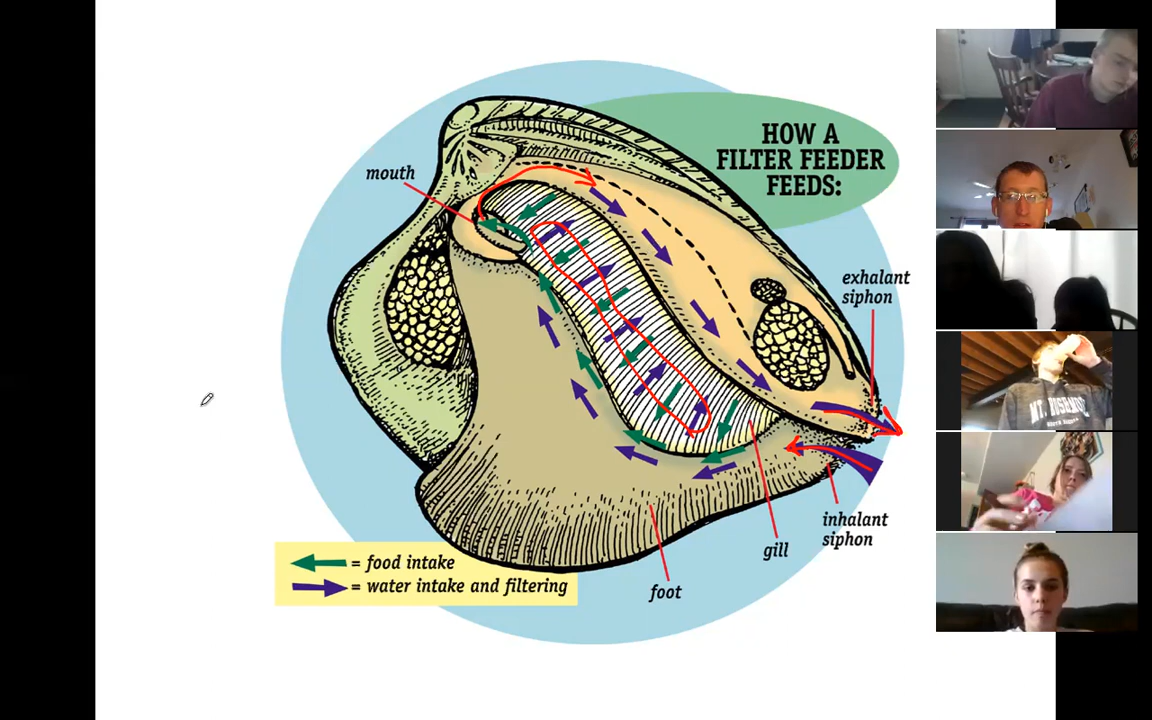 HOW A
FILTER FEEDER
FEEDS:
mouth
exhalant
siphon
inhalant
siphon
gill
foot
= food intake
= water intake and filtering